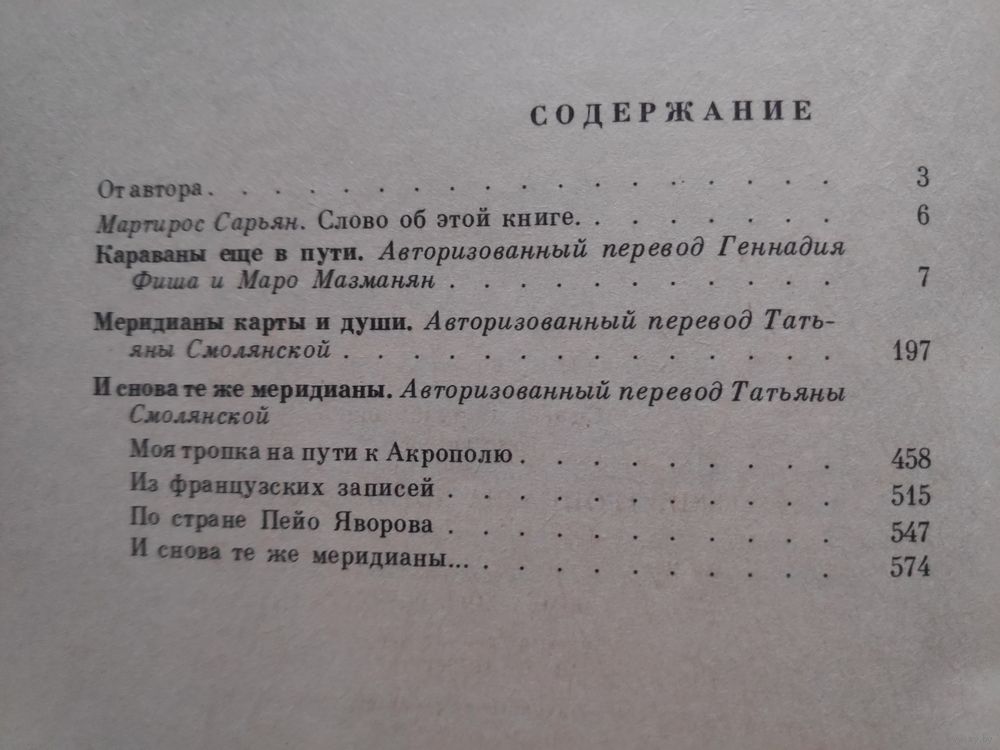 СОДЕРЖАНИЕ
От автора . . . . . . . . . . . . . . . . . 3
Мартирос Сарьян. Слово об этой книге. . . . . . . . 6
Караваны еще в пути. Авторизованный перевод Геннадия
Фиша и Маро Мазманян . . . . . . . . . . . 7
Меридианы карты и души. Авторизованный перевод Тать-
яны Смолянской . . . . . . . . . . . . . . 197
И снова те же меридианы. Авторизованный перевод Татьяны
Смолянской
Моя тропка на пути к Акрополю . . . . . . . . . 458
Из французских записей . . . . . . . . . . . 515
По стране Пейо Яворова . . . . . . . . . . . 547
И снова те же меридианы... . . . . . . . . . . 574